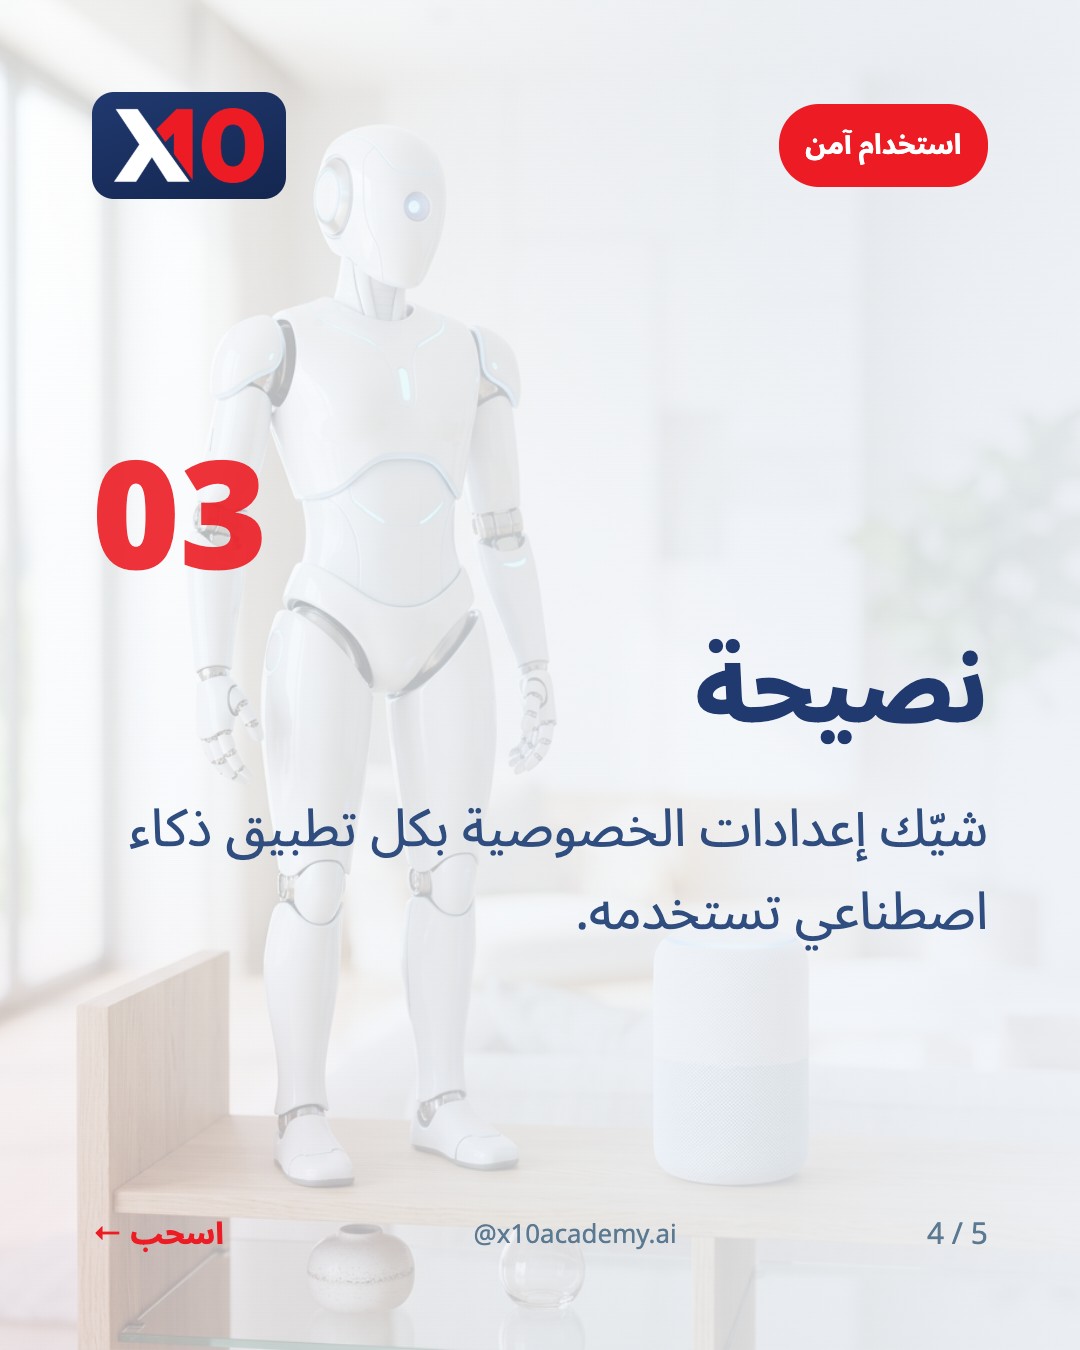 X10
استخدام آمن
03
نصيحة
شيّك إعدادات الخصوصية بكل تطبيق ذكاء
اصطناعي تستخدمه.
4 / 5
@x10academy.ai
اسحب ←